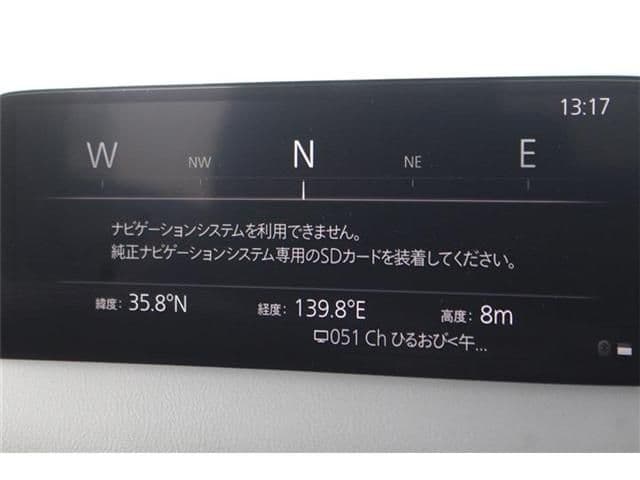 13:17
W NW N NE E
ナビゲーションシステムを利用できません。
純正ナビゲーションシステム専用のSDカードを装着してください。
緯度: 35.8°N 経度: 139.8°E 高度: 8m
051 Ch ひるおび<午...